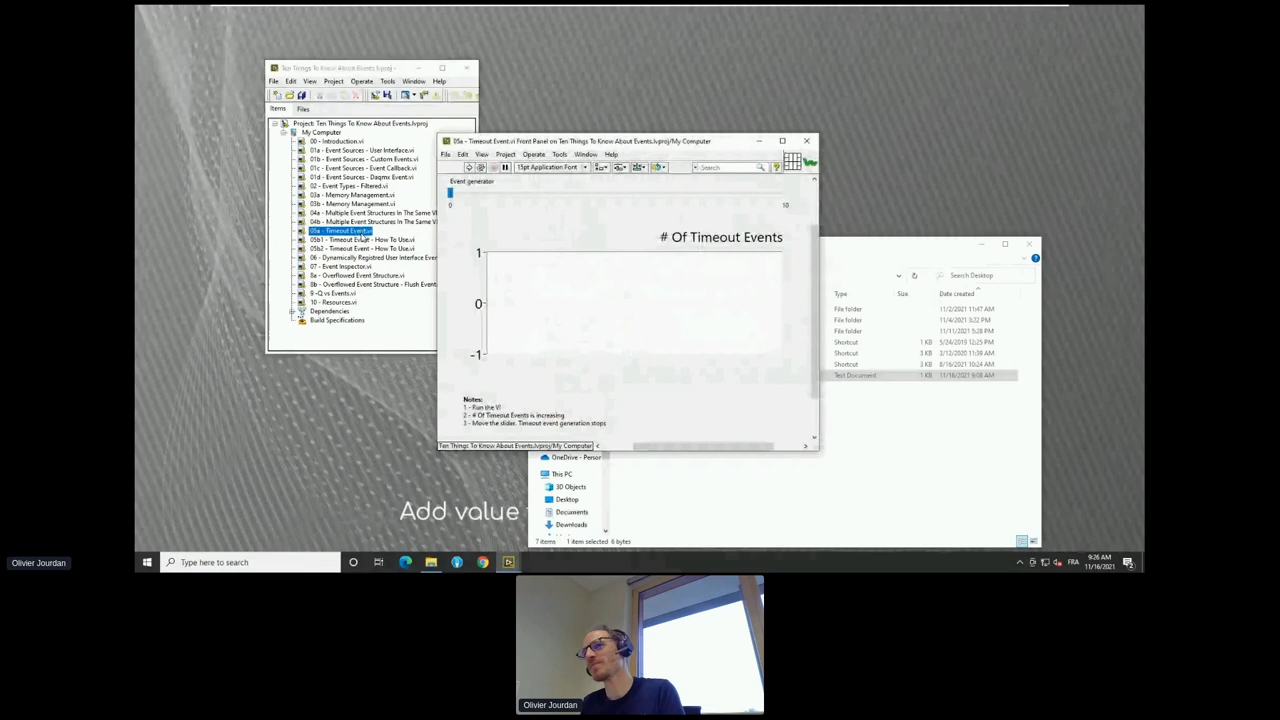 Ten Things To Know About Events.lvproj -
File Edit View Project Operate Tools Window Help
Items Files
Project: Ten Things To Know About Events.lvproj
My Computer
00 - Introduction.vi
01a - Event Sources - User Interface.vi
01b - Event Sources - Custom Events.vi
01c - Event Sources - Event Callback.vi
01d - Event Sources - Daqmx Event.vi
02 - Event Types - Filtered.vi
03a - Memory Management.vi
03b - Memory Management.vi
04a - Multiple Event Structures In The Same V
04b - Multiple Event Structures In The Same V
05a - Timeout Event.vi
05b1 - Timeout Event - How To Use.vi
05b2 - Timeout Event - How To Use.vi
06 - Dynamically Registered User Interface Even
07 - Event Inspector.vi
8a - Overflowed Event Structure.vi
8b - Overflowed Event Structure - Flush Event
9 -Q vs Events.vi
10 - Resources.vi
Dependencies
Build Specifications
05a - Timeout Event.vi Front Panel on Ten Things To Know About Events.lvproj/My Computer
File Edit View Project Operate Tools Window Help
15pt Application Font
Search
Event generator
0 10
# Of Timeout Events
1
0
-1
Notes:
1 - Run the VI
2 - # Of Timeout Events is increasing
3 - Move the slider. Timeout event generation stops
Ten Things To Know About Events.lvproj/My Computer
Search Desktop
Type Size Date created
File folder 11/2/2021 11:47 AM
File folder 11/4/2021 3:22 PM
File folder 11/11/2021 5:28 PM
Shortcut 1 KB 5/24/2019 12:25 PM
Shortcut 3 KB 3/12/2020 11:39 AM
Shortcut 3 KB 8/16/2021 10:24 AM
Text Document 1 KB 11/16/2021 9:08 AM
OneDrive - Person
This PC
3D Objects
Desktop
Documents
Downloads
7 items 1 item selected 6 bytes
Add value
Type here to search
FRA
9:26 AM
11/16/2021
Olivier Jourdan
Olivier Jourdan